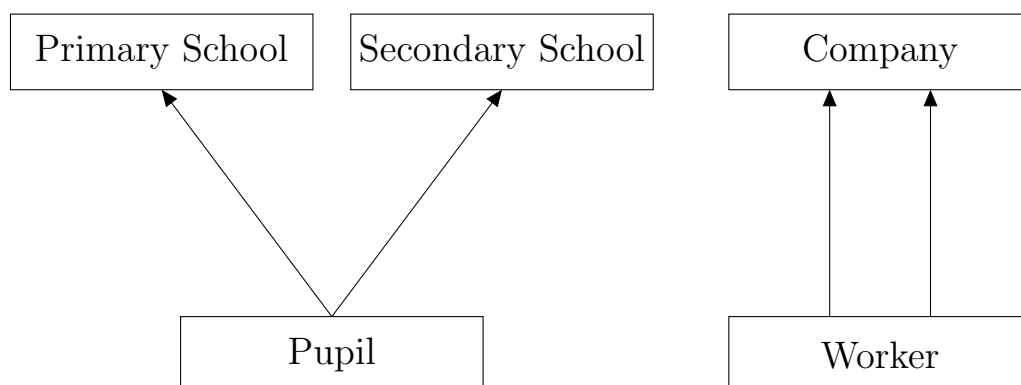 Primary School
Secondary School
Company
Pupil
Worker